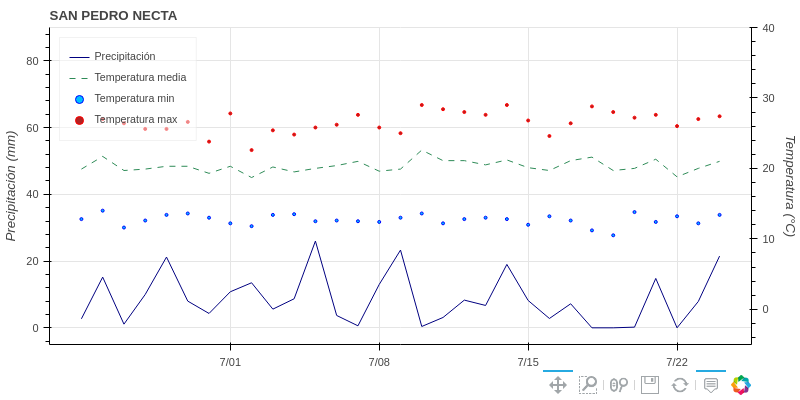 SAN PEDRO NECTA
Precipitación
Temperatura media
Temperatura min
Temperatura max
Precipitación (mm)
80
60
40
20
0
Temperatura (°C)
40
30
20
10
0
7/01
7/08
7/15
7/22